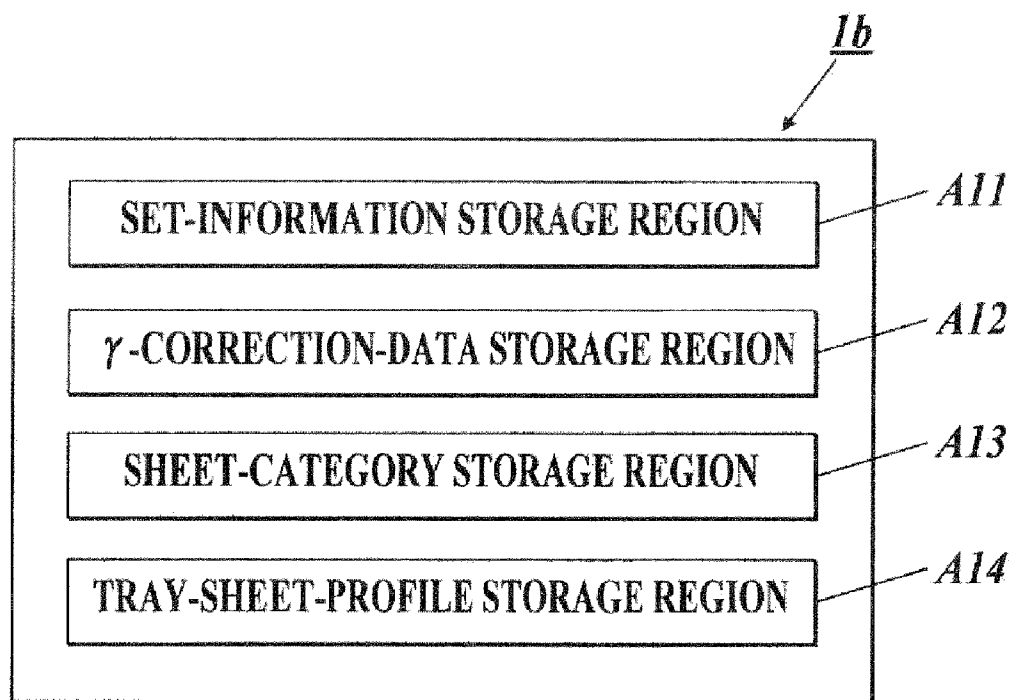 1b
SET-INFORMATION STORAGE REGION
A11
γ-CORRECTION-DATA STORAGE REGION
A12
SHEET-CATEGORY STORAGE REGION
A13
TRAY-SHEET-PROFILE STORAGE REGION
A14